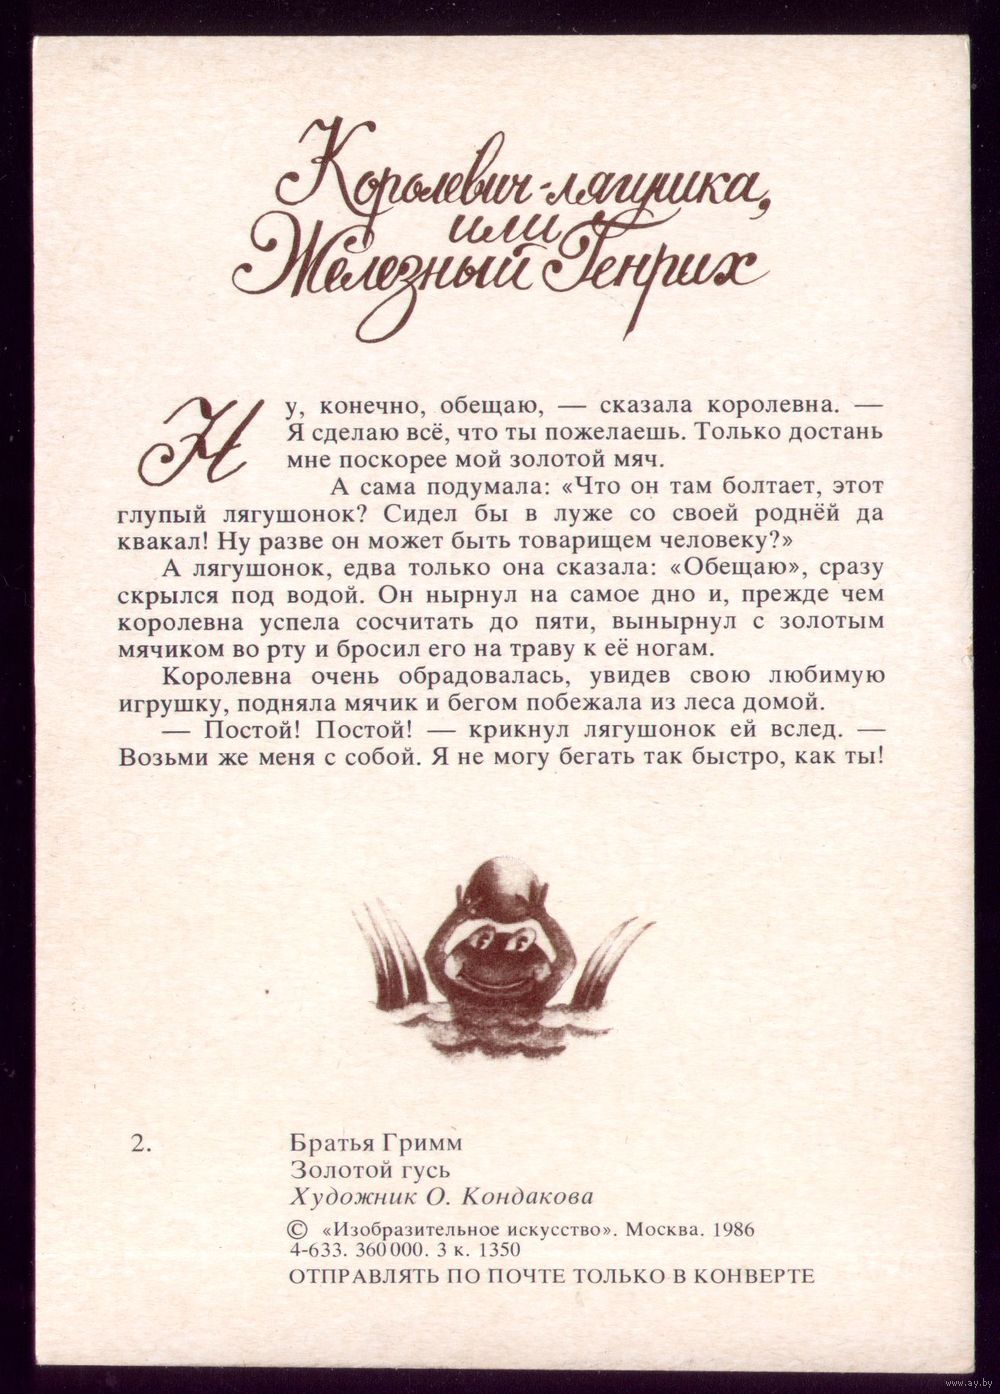 Королевич-лягушка,
или
Железный Генрих
Ну, конечно, обещаю, — сказала королевна. —
Я сделаю всё, что ты пожелаешь. Только достань
мне поскорее мой золотой мяч.
А сама подумала: «Что он там болтает, этот
глупый лягушонок? Сидел бы в луже со своей роднёй да
квакал! Ну разве он может быть товарищем человеку?»
А лягушонок, едва только она сказала: «Обещаю», сразу
скрылся под водой. Он нырнул на самое дно и, прежде чем
королевна успела сосчитать до пяти, вынырнул с золотым
мячиком во рту и бросил его на траву к её ногам.
Королевна очень обрадовалась, увидев свою любимую
игрушку, подняла мячик и бегом побежала из леса домой.
— Постой! Постой! — крикнул лягушонок ей вслед. —
Возьми же меня с собой. Я не могу бегать так быстро, как ты!
2.
Братья Гримм
Золотой гусь
Художник О. Кондакова
© «Изобразительное искусство». Москва. 1986
4-633. 360 000. 3 к. 1350
ОТПРАВЛЯТЬ ПО ПОЧТЕ ТОЛЬКО В КОНВЕРТЕ
www.ay.by